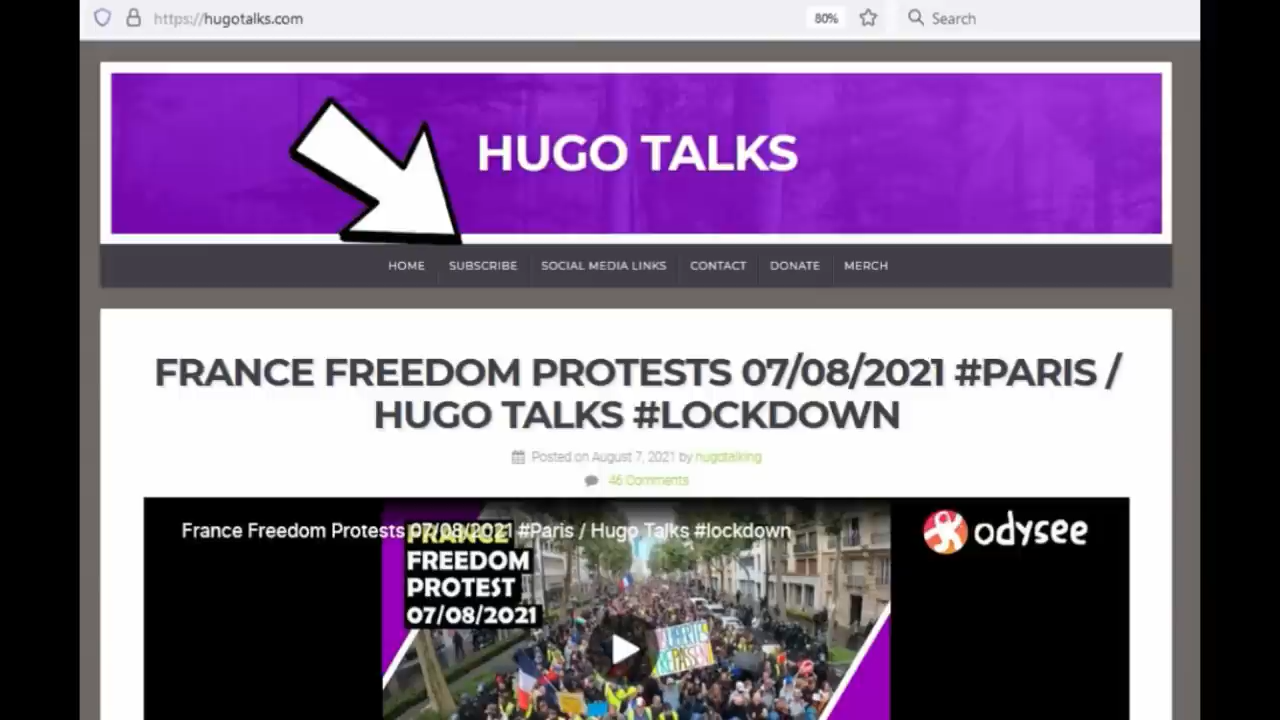 https://hugotalks.com
80%
Search
HUGO TALKS
HOME
SUBSCRIBE
SOCIAL MEDIA LINKS
CONTACT
DONATE
MERCH
FRANCE FREEDOM PROTESTS 07/08/2021 #PARIS /
HUGO TALKS #LOCKDOWN
Posted on August 7, 2021 by hugotalking
46 Comments
France Freedom Protests 07/08/2021 #Paris / Hugo Talks #lockdown
odysee
FRANCE
FREEDOM
PROTEST
07/08/2021